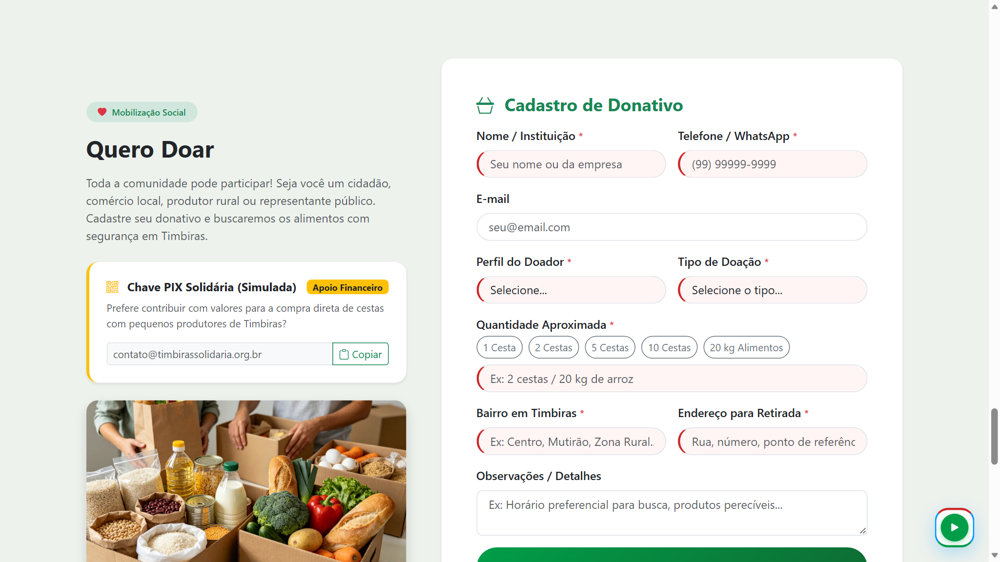 Mobilização Social
Quero Doar
Toda a comunidade pode participar! Seja você um cidadão,
comércio local, produtor rural ou representante público.
Cadastre seu donativo e buscaremos os alimentos com
segurança em Timbiras.
Chave PIX Solidária (Simulada)
Apoio Financeiro
Prefere contribuir com valores para a compra direta de cestas
com pequenos produtores de Timbiras?
contato@timbirassolidaria.org.br
Copiar
Cadastro de Donativo
Nome / Instituição *
Seu nome ou da empresa
Telefone / WhatsApp *
(99) 99999-9999
E-mail
seu@email.com
Perfil do Doador *
Selecione...
Tipo de Doação *
Selecione o tipo...
Quantidade Aproximada *
1 Cesta
2 Cestas
5 Cestas
10 Cestas
20 kg Alimentos
Ex: 2 cestas / 20 kg de arroz
Bairro em Timbiras *
Ex: Centro, Mutirão, Zona Rural..
Endereço para Retirada *
Rua, número, ponto de referênc
Observações / Detalhes
Ex: Horário preferencial para busca, produtos perecíveis...